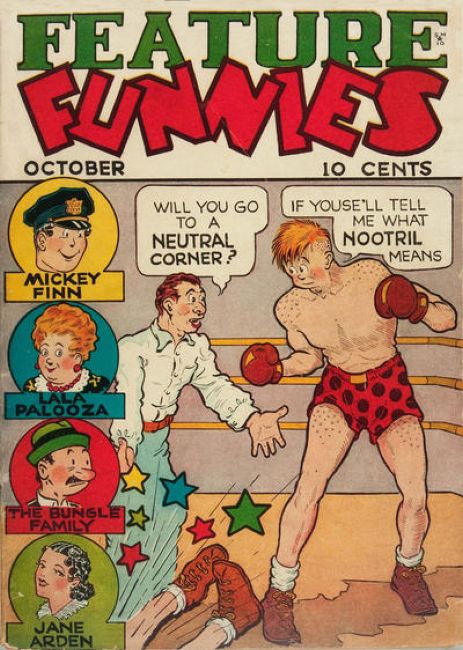 FEATURE
FUNNIES
OCTOBER
10 CENTS
MICKEY
FINN
LALA
PALOOZA
THE BUNGLE
FAMILY
JANE
ARDEN
WILL YOU GO
TO A
NEUTRAL
CORNER?
IF YOUSE'LL TELL
ME WHAT
NOOTRIL
MEANS